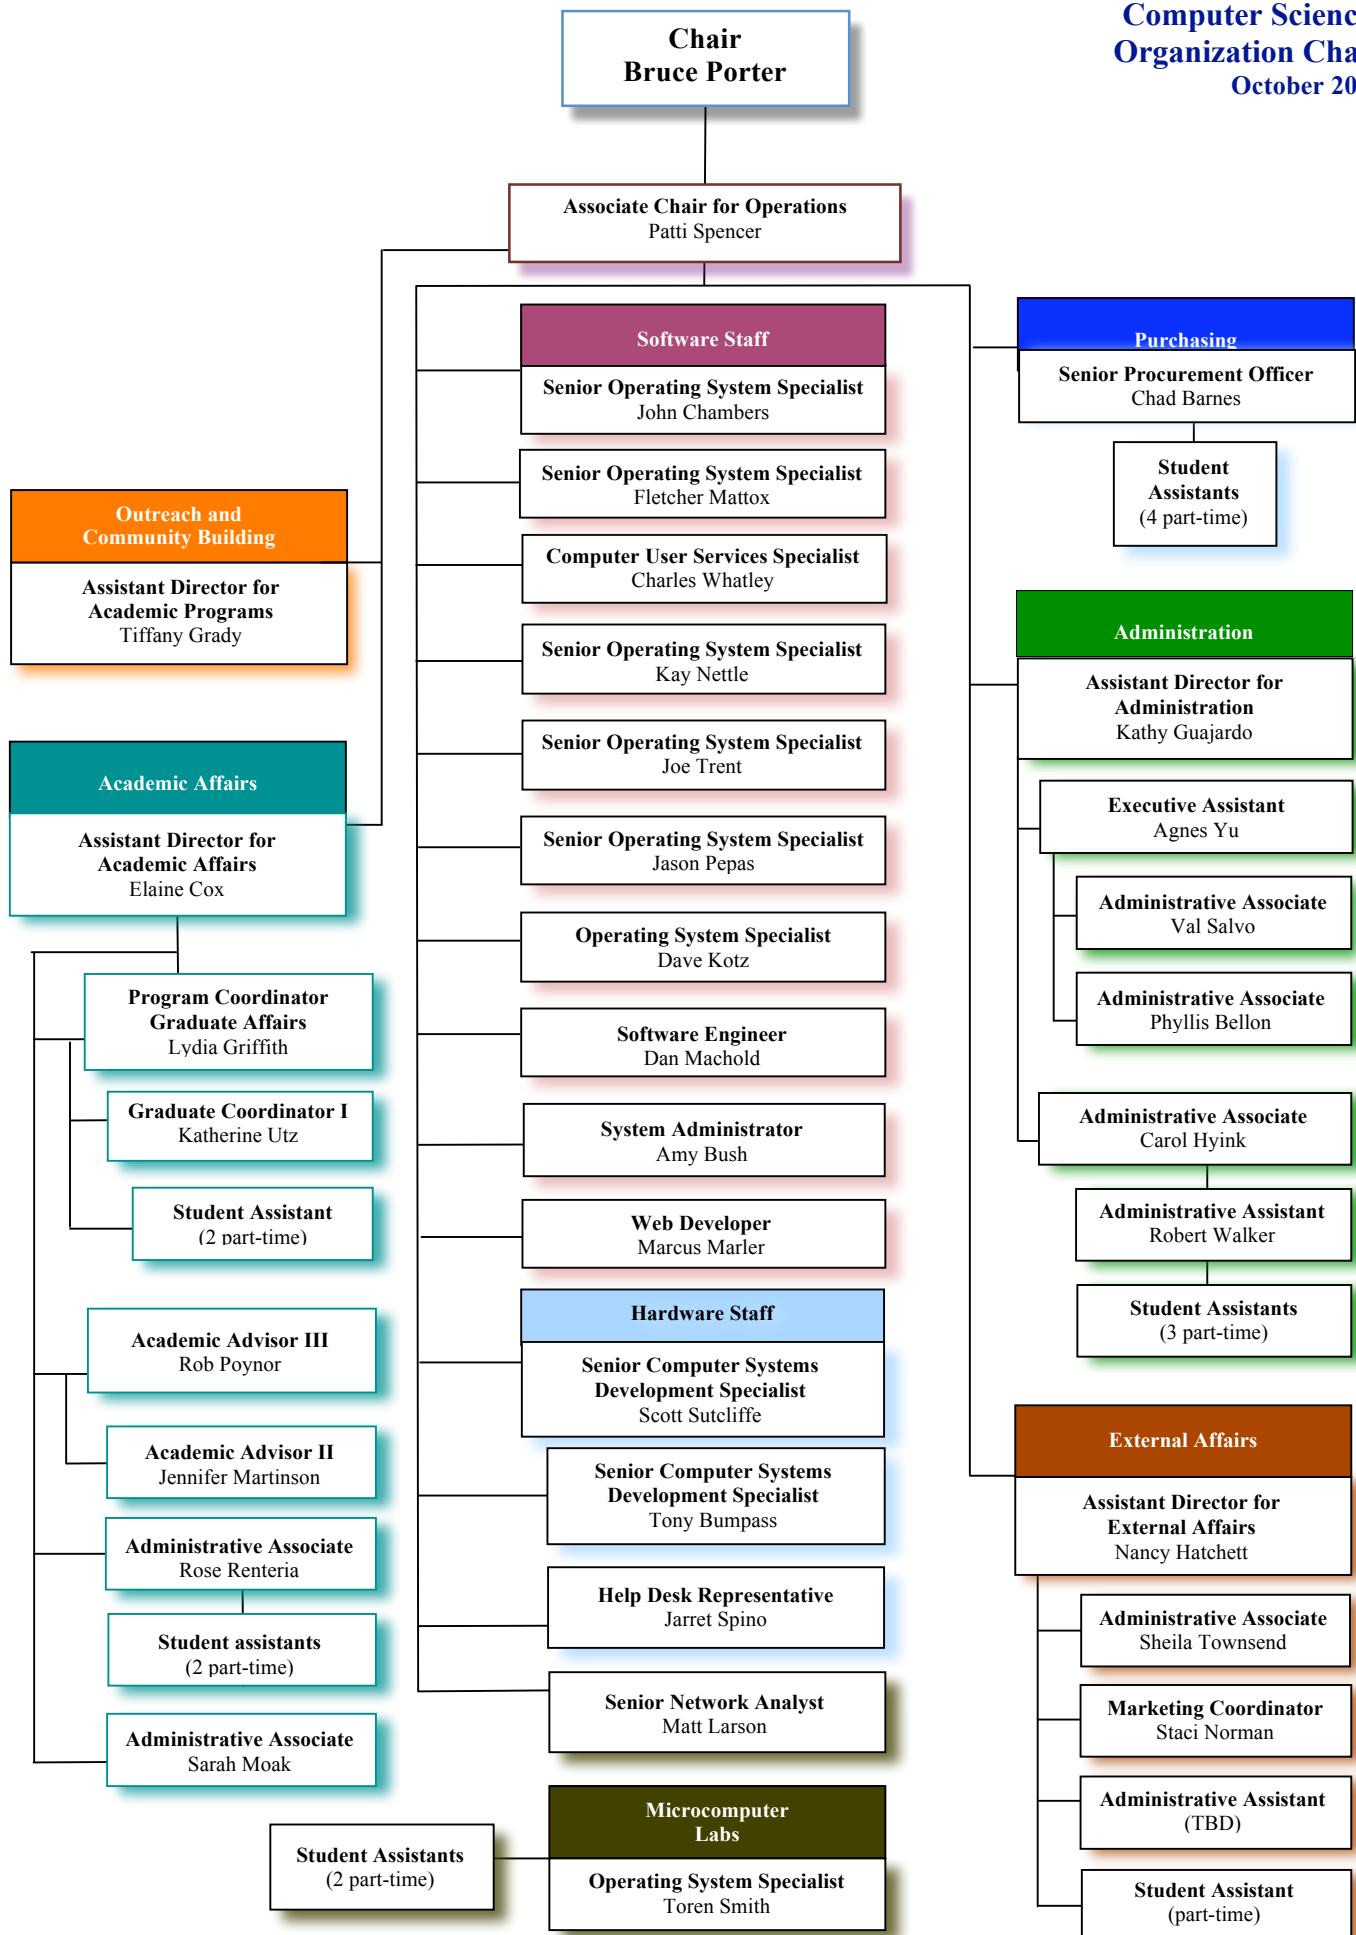 Chair
Bruce Porter
Computer Scienc
Organization Cha
October 20
Associate Chair for Operations
Patti Spencer
Outreach and
Community Building
Assistant Director for
Academic Programs
Tiffany Grady
Academic Affairs
Assistant Director for
Academic Affairs
Elaine Cox
Program Coordinator
Graduate Affairs
Lydia Griffith
Graduate Coordinator I
Katherine Utz
Student Assistant
(2 part-time)
Academic Advisor III
Rob Poynor
Academic Advisor II
Jennifer Martinson
Administrative Associate
Rose Renteria
Student assistants
(2 part-time)
Administrative Associate
Sarah Moak
Software Staff
Senior Operating System Specialist
John Chambers
Senior Operating System Specialist
Fletcher Mattox
Computer User Services Specialist
Charles Whatley
Senior Operating System Specialist
Kay Nettle
Senior Operating System Specialist
Joe Trent
Senior Operating System Specialist
Jason Pepas
Operating System Specialist
Dave Kotz
Software Engineer
Dan Machold
System Administrator
Amy Bush
Web Developer
Marcus Marler
Hardware Staff
Senior Computer Systems
Development Specialist
Scott Sutcliffe
Senior Computer Systems
Development Specialist
Tony Bumpass
Help Desk Representative
Jarret Spino
Senior Network Analyst
Matt Larson
Microcomputer
Labs
Operating System Specialist
Toren Smith
Student Assistants
(2 part-time)
Purchasing
Senior Procurement Officer
Chad Barnes
Student
Assistants
(4 part-time)
Administration
Assistant Director for
Administration
Kathy Guajardo
Executive Assistant
Agnes Yu
Administrative Associate
Val Salvo
Administrative Associate
Phyllis Bellon
Administrative Associate
Carol Hyink
Administrative Assistant
Robert Walker
Student Assistants
(3 part-time)
External Affairs
Assistant Director for
External Affairs
Nancy Hatchett
Administrative Associate
Sheila Townsend
Marketing Coordinator
Staci Norman
Administrative Assistant
(TBD)
Student Assistant
(part-time)